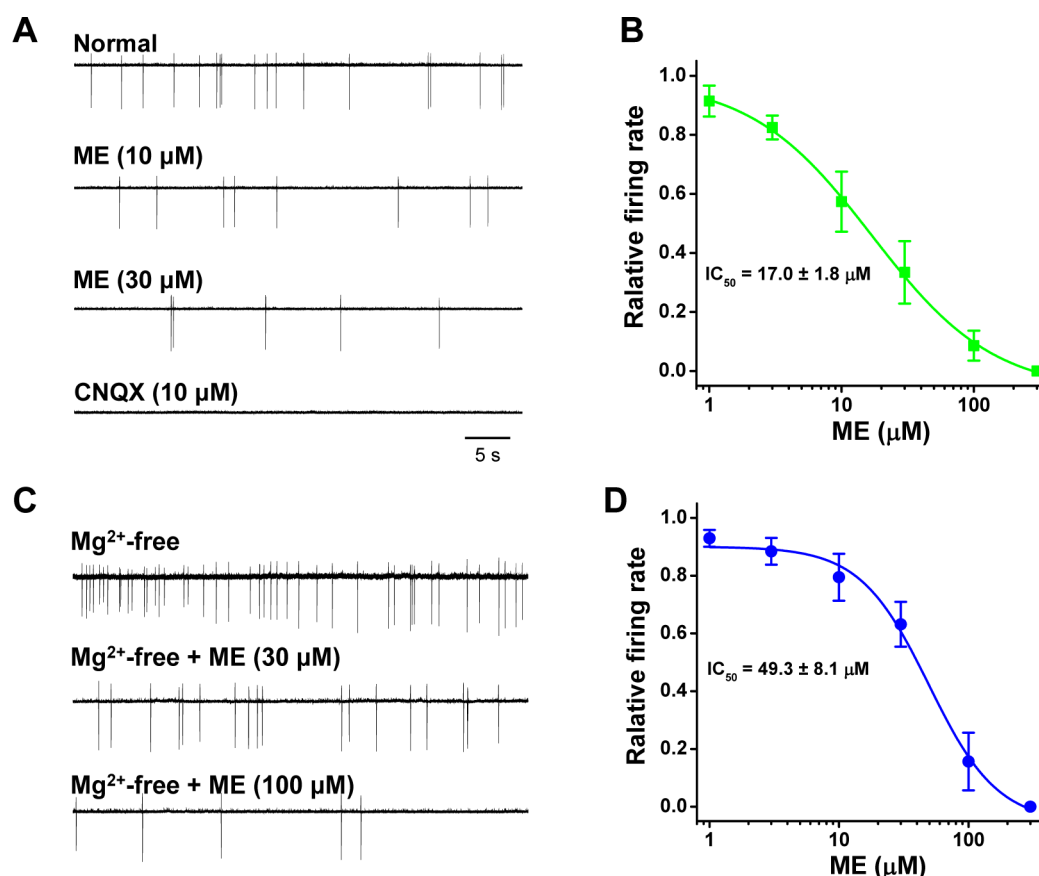 A
Normal
ME (10 µM)
ME (30 µM)
CNQX (10 µM)
5 s
B
Ralative firing rate
1.0
0.8
0.6
0.4
0.2
0.0
IC₅₀ = 17.0 ± 1.8 µM
1 10 100
ME (µM)
C
Mg²⁺-free
Mg²⁺-free + ME (30 µM)
Mg²⁺-free + ME (100 µM)
D
Ralative firing rate
1.0
0.8
0.6
0.4
0.2
0.0
IC₅₀ = 49.3 ± 8.1 µM
1 10 100
ME (µM)